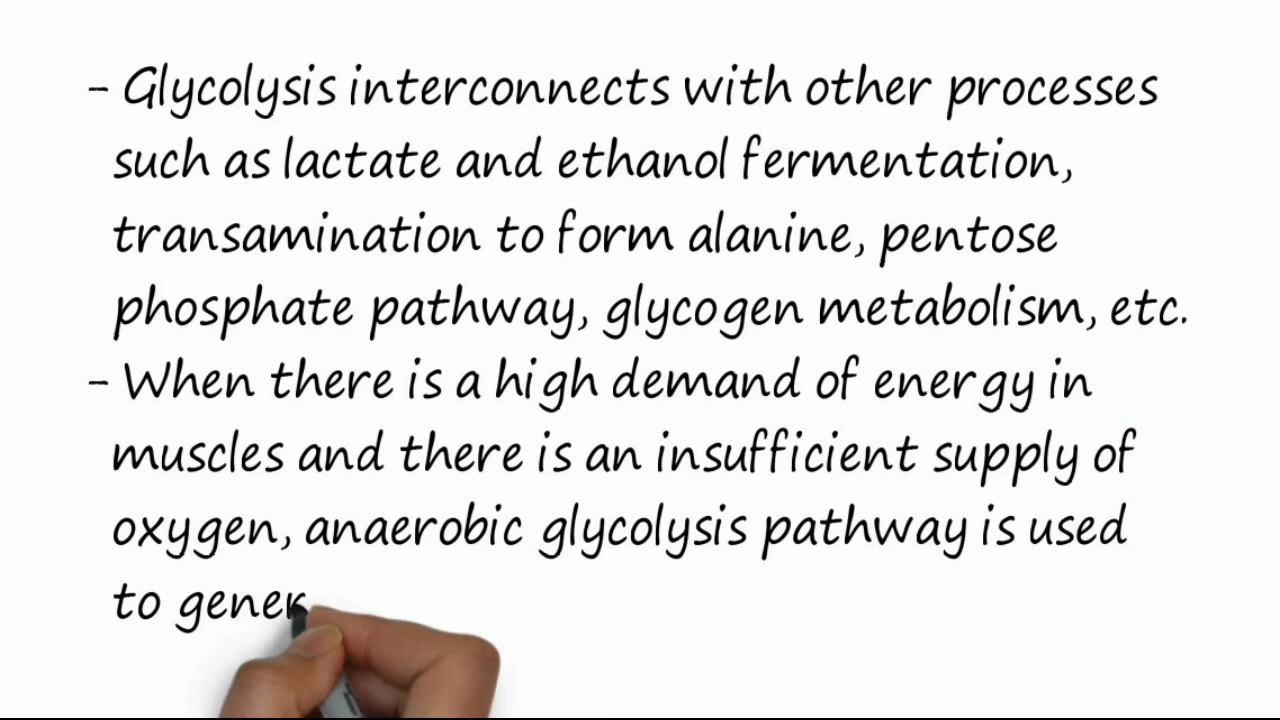 - Glycolysis interconnects with other processes
such as lactate and ethanol fermentation,
transamination to form alanine, pentose
phosphate pathway, glycogen metabolism, etc.
- When there is a high demand of energy in
muscles and there is an insufficient supply of
oxygen, anaerobic glycolysis pathway is used
to gener